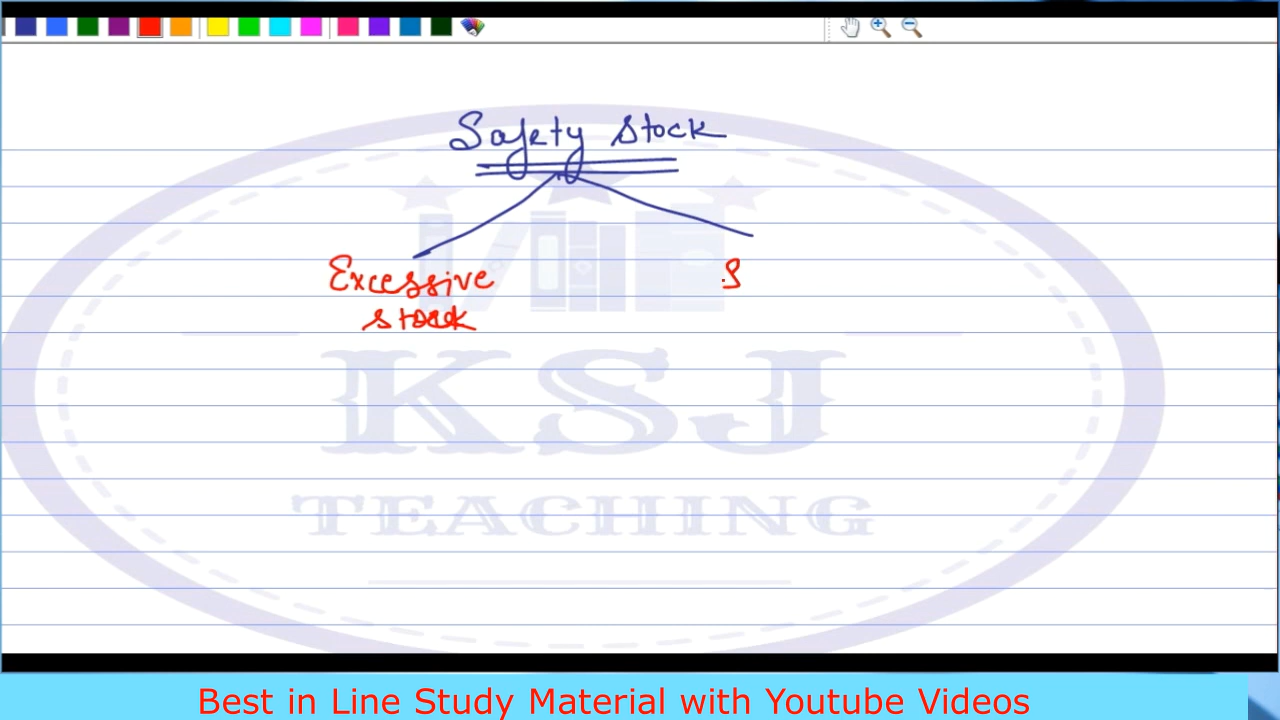 Safety stock
Excessive
stock
S
KSJ
TEACHING
Best in Line Study Material with Youtube Videos